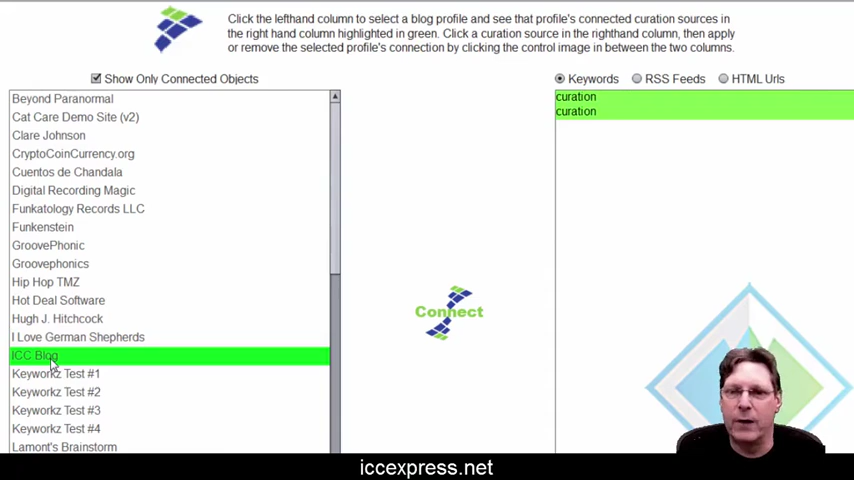 Click the lefthand column to select a blog profile and see that profile's connected curation sources in
the right hand column highlighted in green. Click a curation source in the righthand column, then apply
or remove the selected profile's connection by clicking the control image in between the two columns.
Show Only Connected Objects
Keywords RSS Feeds HTML Urls
Beyond Paranormal
Cat Care Demo Site (v2)
Clare Johnson
CryptoCoinCurrency.org
Cuentos de Chandala
Digital Recording Magic
Funkatology Records LLC
Funkenstein
GroovePhonic
Groovephonics
Hip Hop TMZ
Hot Deal Software
Hugh J. Hitchcock
I Love German Shepherds
ICC Blog
Keyworkz Test #1
Keyworkz Test #2
Keyworkz Test #3
Keyworkz Test #4
Lamont's Brainstorm
curation
curation
Connect
iccexpress.net